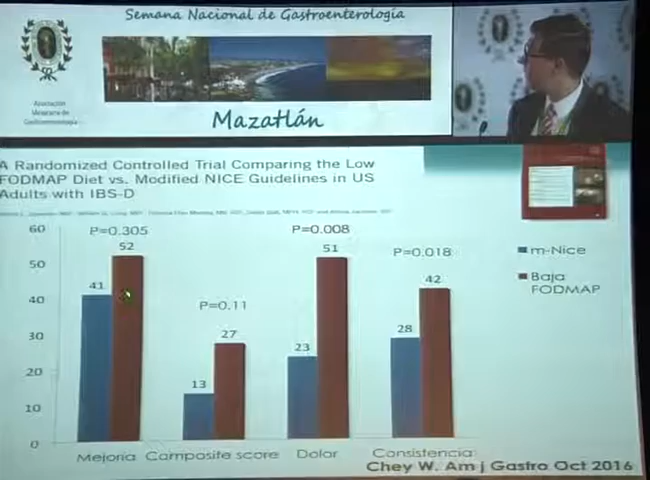 Semana Nacional de Gastroenterología
Asociación
Mexicana de
Gastroenterología
Mazatlán
A Randomized Controlled Trial Comparing the Low
FODMAP Diet vs. Modified NICE Guidelines in US
Adults with IBS-D
60
50
40
30
20
10
0
P=0.305
P=0.11
P=0.008
P=0.018
41
52
13
27
23
51
28
42
m-Nice
Baja
FODMAP
Mejoria
Composite score
Dolor
Consistencia
Chey W. Am j Gastro Oct 2016